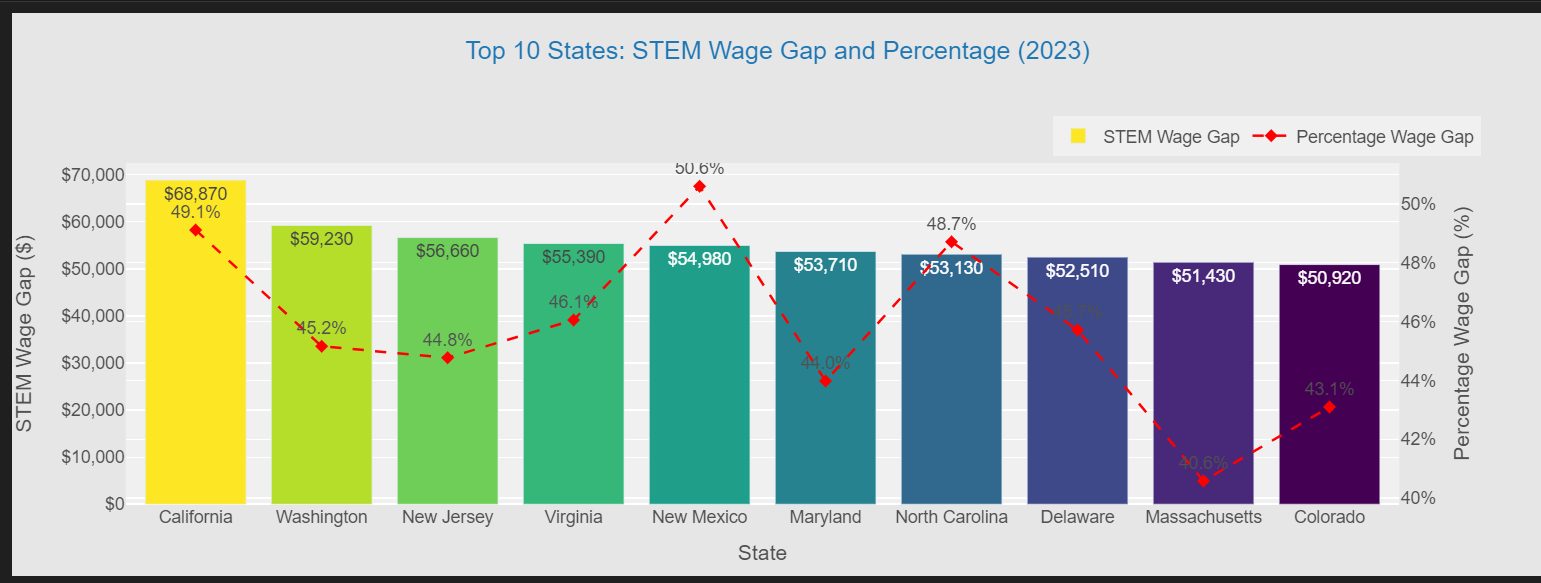 Top 10 States: STEM Wage Gap and Percentage (2023)
STEM Wage Gap
Percentage Wage Gap
STEM Wage Gap ($)
$70,000
$60,000
$50,000
$40,000
$30,000
$20,000
$10,000
$0
$68,870
$59,230
$56,660
$55,390
$54,980
$53,710
$53,130
$52,510
$51,430
$50,920
49.1%
45.2%
44.8%
46.1%
50.6%
44.0%
48.7%
40.6%
43.1%
50%
48%
46%
44%
42%
40%
Percentage Wage Gap (%)
California
Washington
New Jersey
Virginia
New Mexico
Maryland
North Carolina
Delaware
Massachusetts
Colorado
State